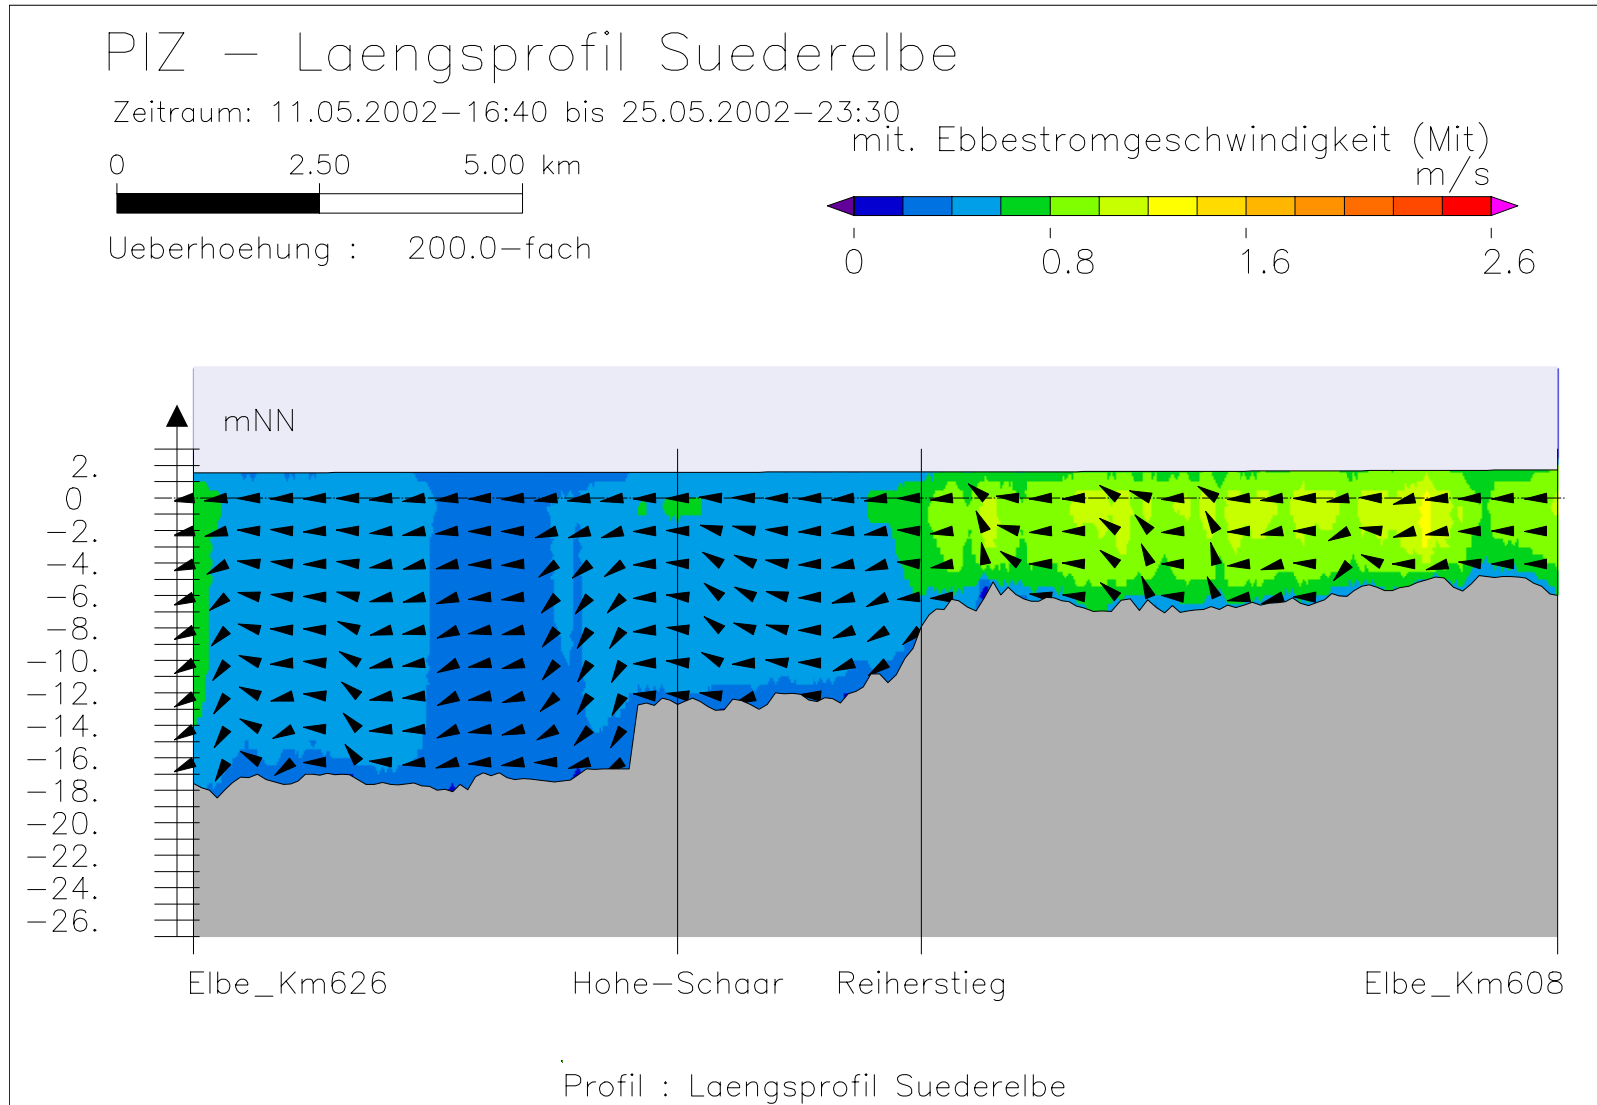 PIZ – Laengsprofil Suederelbe
Zeitraum: 11.05.2002–16:40 bis 25.05.2002–23:30
mit. Ebbestromgeschwindigkeit (Mit)
m/s
0 2.50 5.00 km
Ueberhoehung : 200.0–fach
0 0.8 1.6 2.6
mNN
2.
0
–2.
–4.
–6.
–8.
–10.
–12.
–14.
–16.
–18.
–20.
–22.
–24.
–26.
Elbe_Km626 Hohe–Schaar Reiherstieg Elbe_Km608
Profil : Laengsprofil Suederelbe